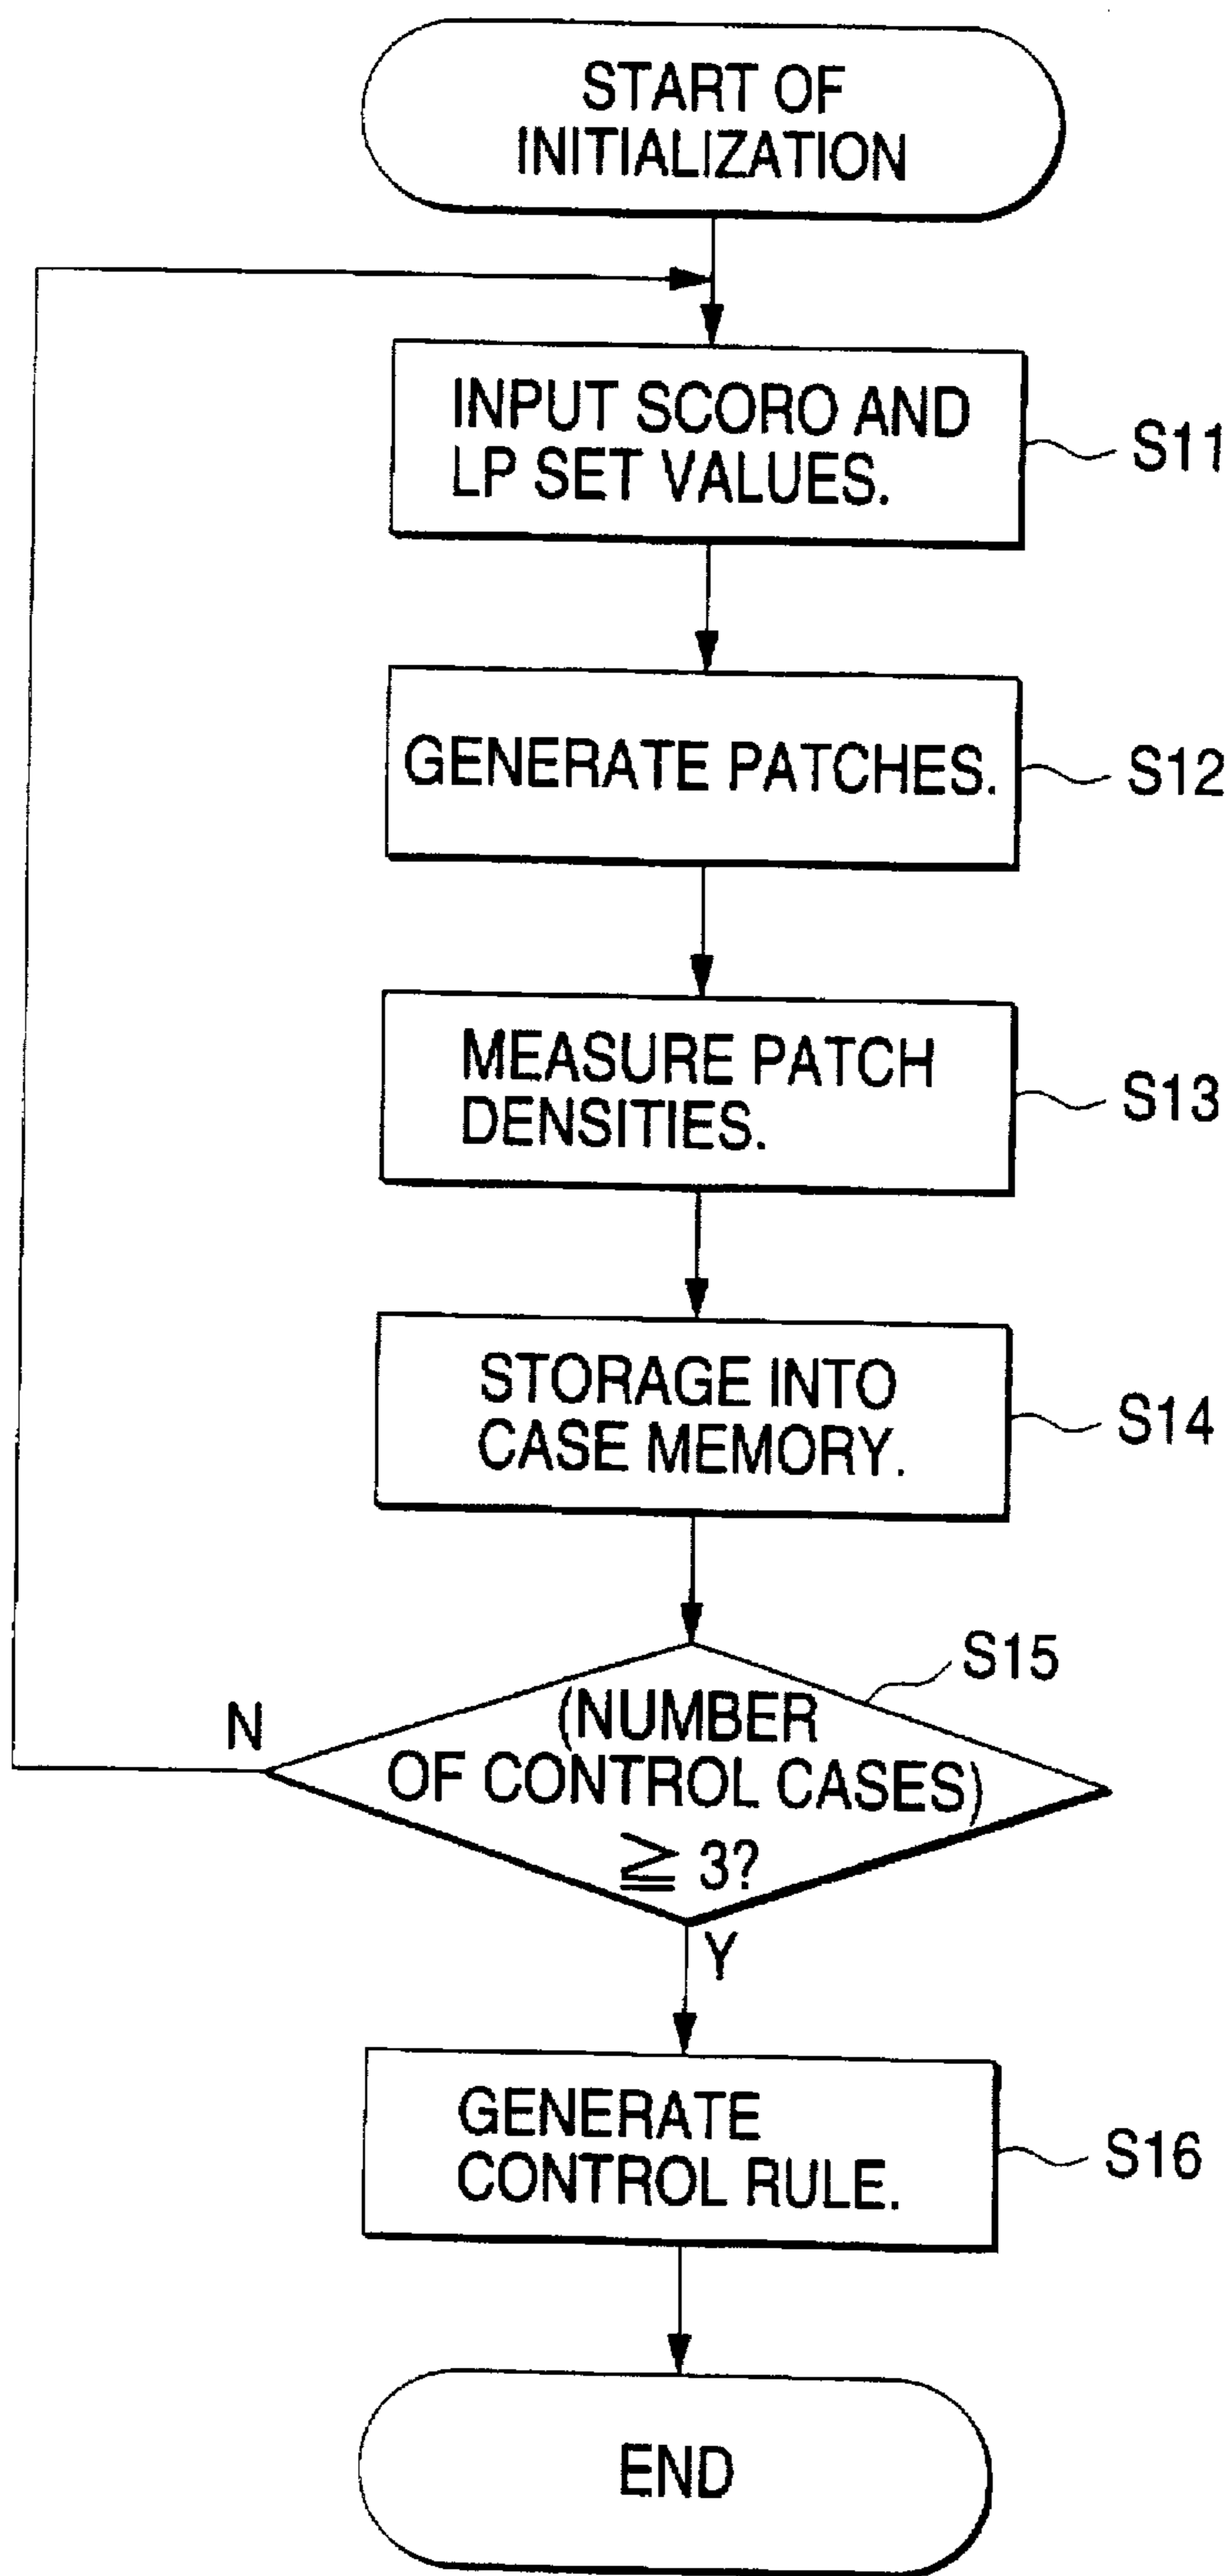 START OF
INITIALIZATION
INPUT SCORO AND
LP SET VALUES.
S11
GENERATE PATCHES.
S12
MEASURE PATCH
DENSITIES.
S13
STORAGE INTO
CASE MEMORY.
S14
S15
N
(NUMBER
OF CONTROL CASES)
≧ 3?
Y
GENERATE
CONTROL RULE.
S16
END